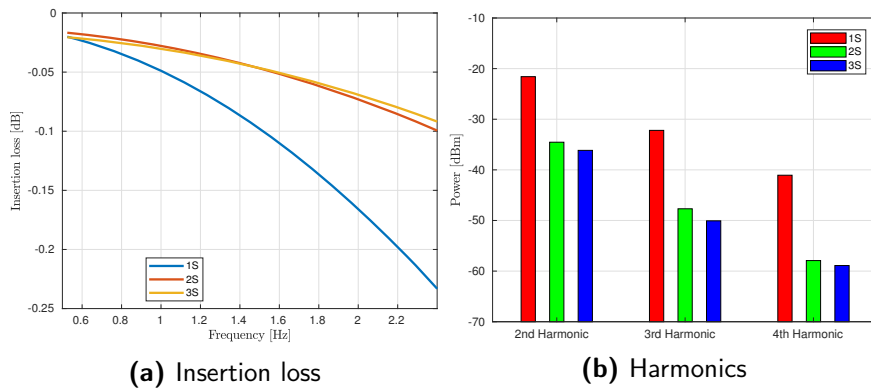 0
-0.05
-0.1
-0.15
-0.2
-0.25
Insertion loss [dB]
0.6 0.8 1 1.2 1.4 1.6 1.8 2 2.2
Frequency [Hz]
1S
2S
3S
(a) Insertion loss
-10
-20
-30
-40
-50
-60
-70
Power [dBm]
2nd Harmonic 3rd Harmonic 4th Harmonic
1S
2S
3S
(b) Harmonics